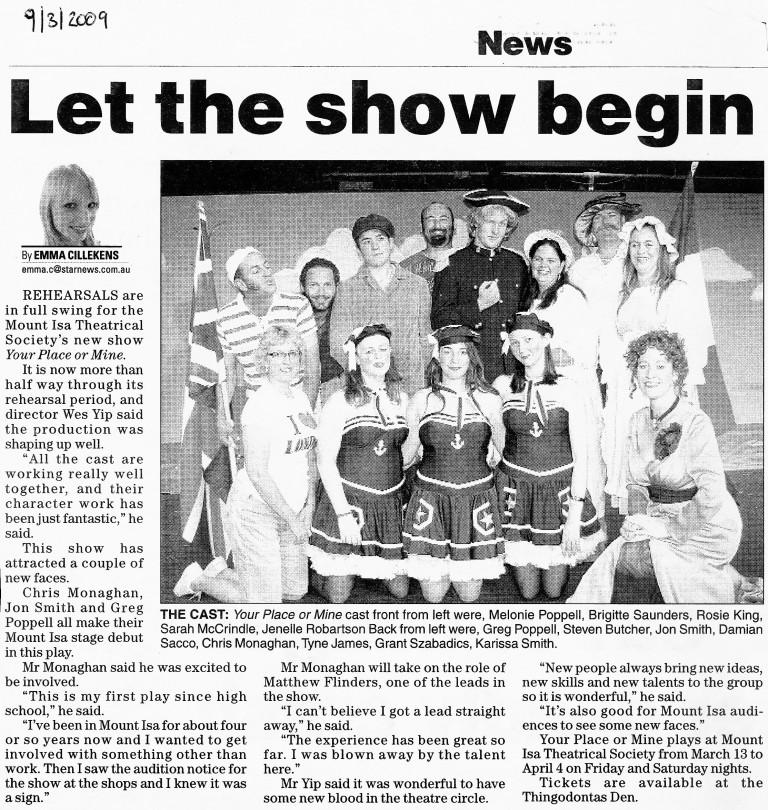 9/3/2009
News
Let the show begin
By EMMA CILLEKENS
emma.c@starnews.com.au
REHEARSALS are
in full swing for the
Mount Isa Theatrical
Society's new show
Your Place or Mine.
It is now more than
half way through its
rehearsal period, and
director Wes Yip said
the production was
shaping up well.
"All the cast are
working really well
together, and their
character work has
been just fantastic," he
said.
This show has
attracted a couple of
new faces.
Chris Monaghan,
Jon Smith and Greg
Poppell all make their
Mount Isa stage debut
in this play.
Mr Monaghan said he was excited to
be involved.
"This is my first play since high
school," he said.
"I've been in Mount Isa for about four
or so years now and I wanted to get
involved with something other than
work. Then I saw the audition notice for
the show at the shops and I knew it was
a sign."
I
THE CAST: Your Place or Mine cast front from left were, Melonie Poppell, Brigitte Saunders, Rosie King,
Sarah McCrindle, Jenelle Robartson Back from left were, Greg Poppell, Steven Butcher, Jon Smith, Damian
Sacco, Chris Monaghan, Tyne James, Grant Szabadics, Karissa Smith.
Mr Monaghan will take on the role of
Matthew Flinders, one of the leads in
the show.
"I can't believe I got a lead straight
away," he said.
"The experience has been great so
far. I was blown away by the talent
here."
Mr Yip said it was wonderful to have
some new blood in the theatre circle.
"New people always bring new ideas,
new skills and new talents to the group
so it is wonderful," he said.
"It's also good for Mount Isa audi-
ences to see some new faces."
Your Place or Mine plays at Mount
Isa Theatrical Society from March 13 to
April 4 on Friday and Saturday nights.
Tickets are available at the
Thingodontas Den.